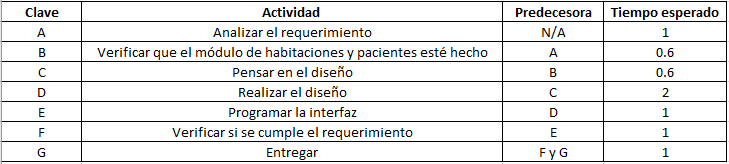 Clave Actividad Predecesora Tiempo esperado
A Analizar el requerimiento N/A 1
B Verificar que el módulo de habitaciones y pacientes esté hecho A 0.6
C Pensar en el diseño B 0.6
D Realizar el diseño C 2
E Programar la interfaz D 1
F Verificar si se cumple el requerimiento E 1
G Entregar F y G 1